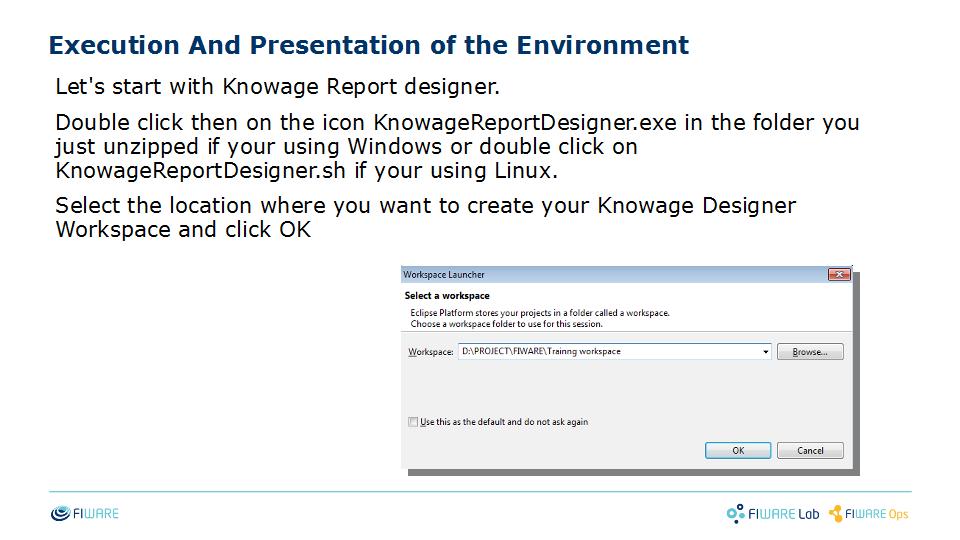 Execution And Presentation of the Environment
Let's start with Knowage Report designer.
Double click then on the icon KnowageReportDesigner.exe in the folder you
just unzipped if your using Windows or double click on
KnowageReportDesigner.sh if your using Linux.
Select the location where you want to create your Knowage Designer
Workspace and click OK
Workspace Launcher
Select a workspace
Eclipse Platform stores your projects in a folder called a workspace.
Choose a workspace folder to use for this session.
Workspace: D:\PROJECT\FIWARE\Trainng workspace Browse...
Use this as the default and do not ask again
OK Cancel
FIWARE FIWARE Lab FIWARE Ops